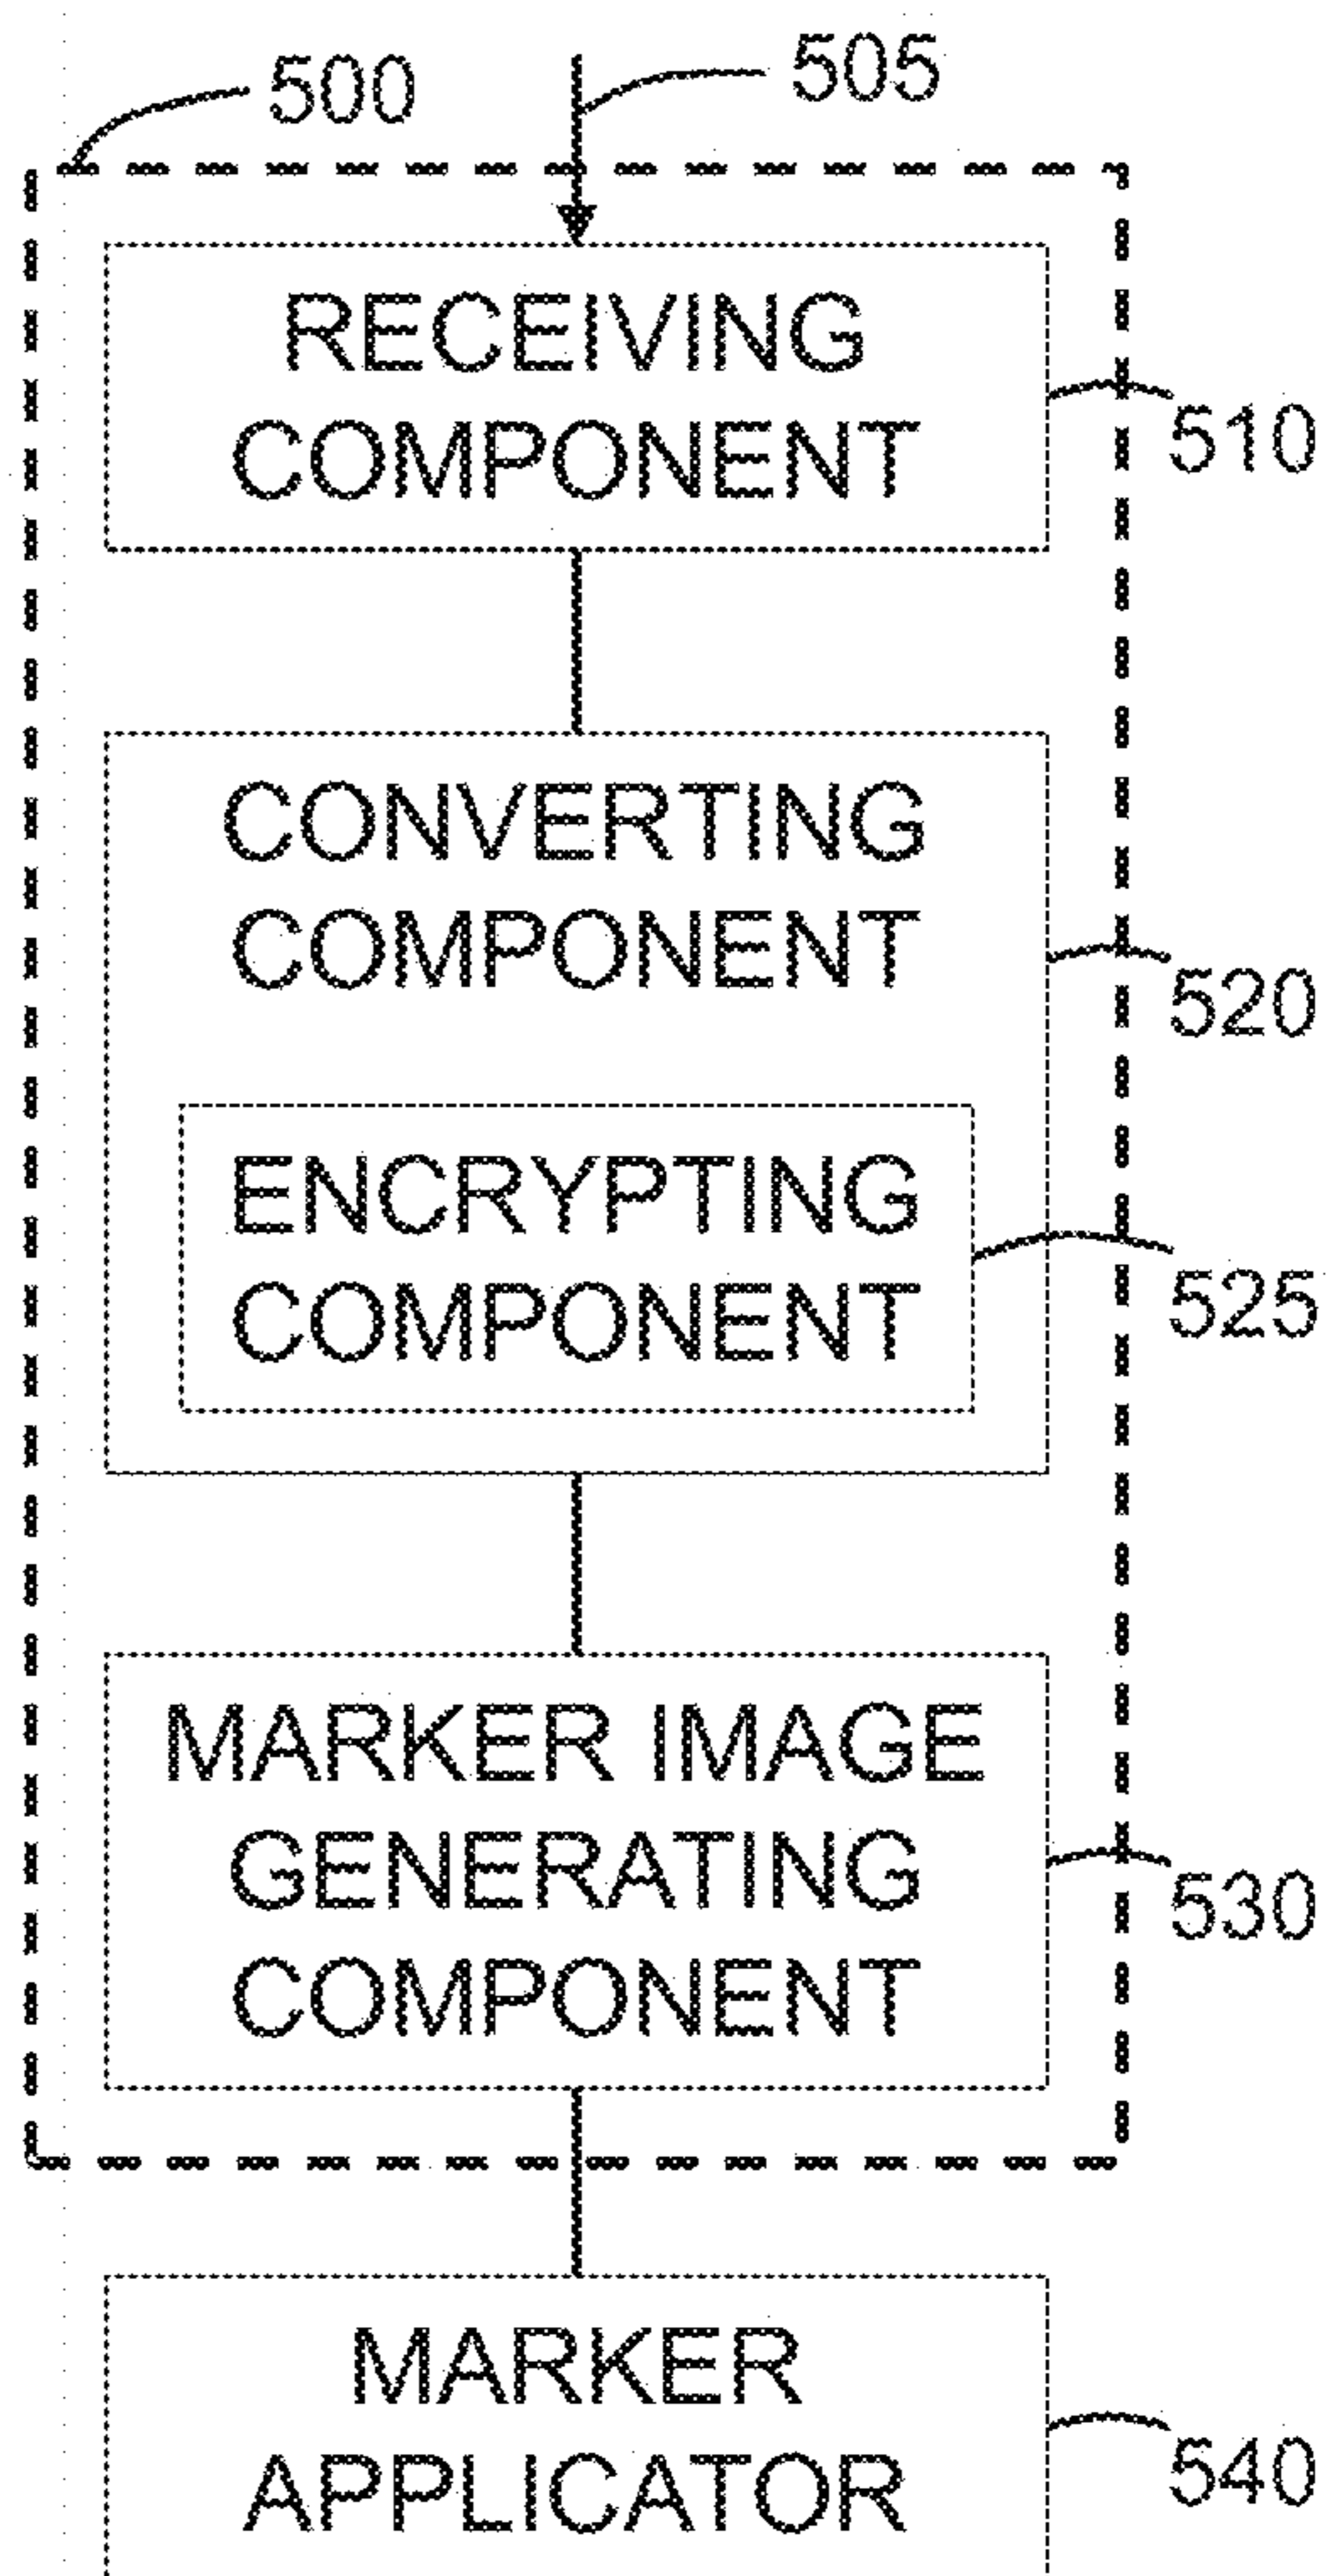 500
505
RECEIVING
COMPONENT
510
CONVERTING
COMPONENT
520
ENCRYPTING
COMPONENT
525
MARKER IMAGE
GENERATING
COMPONENT
530
MARKER
APPLICATOR
540